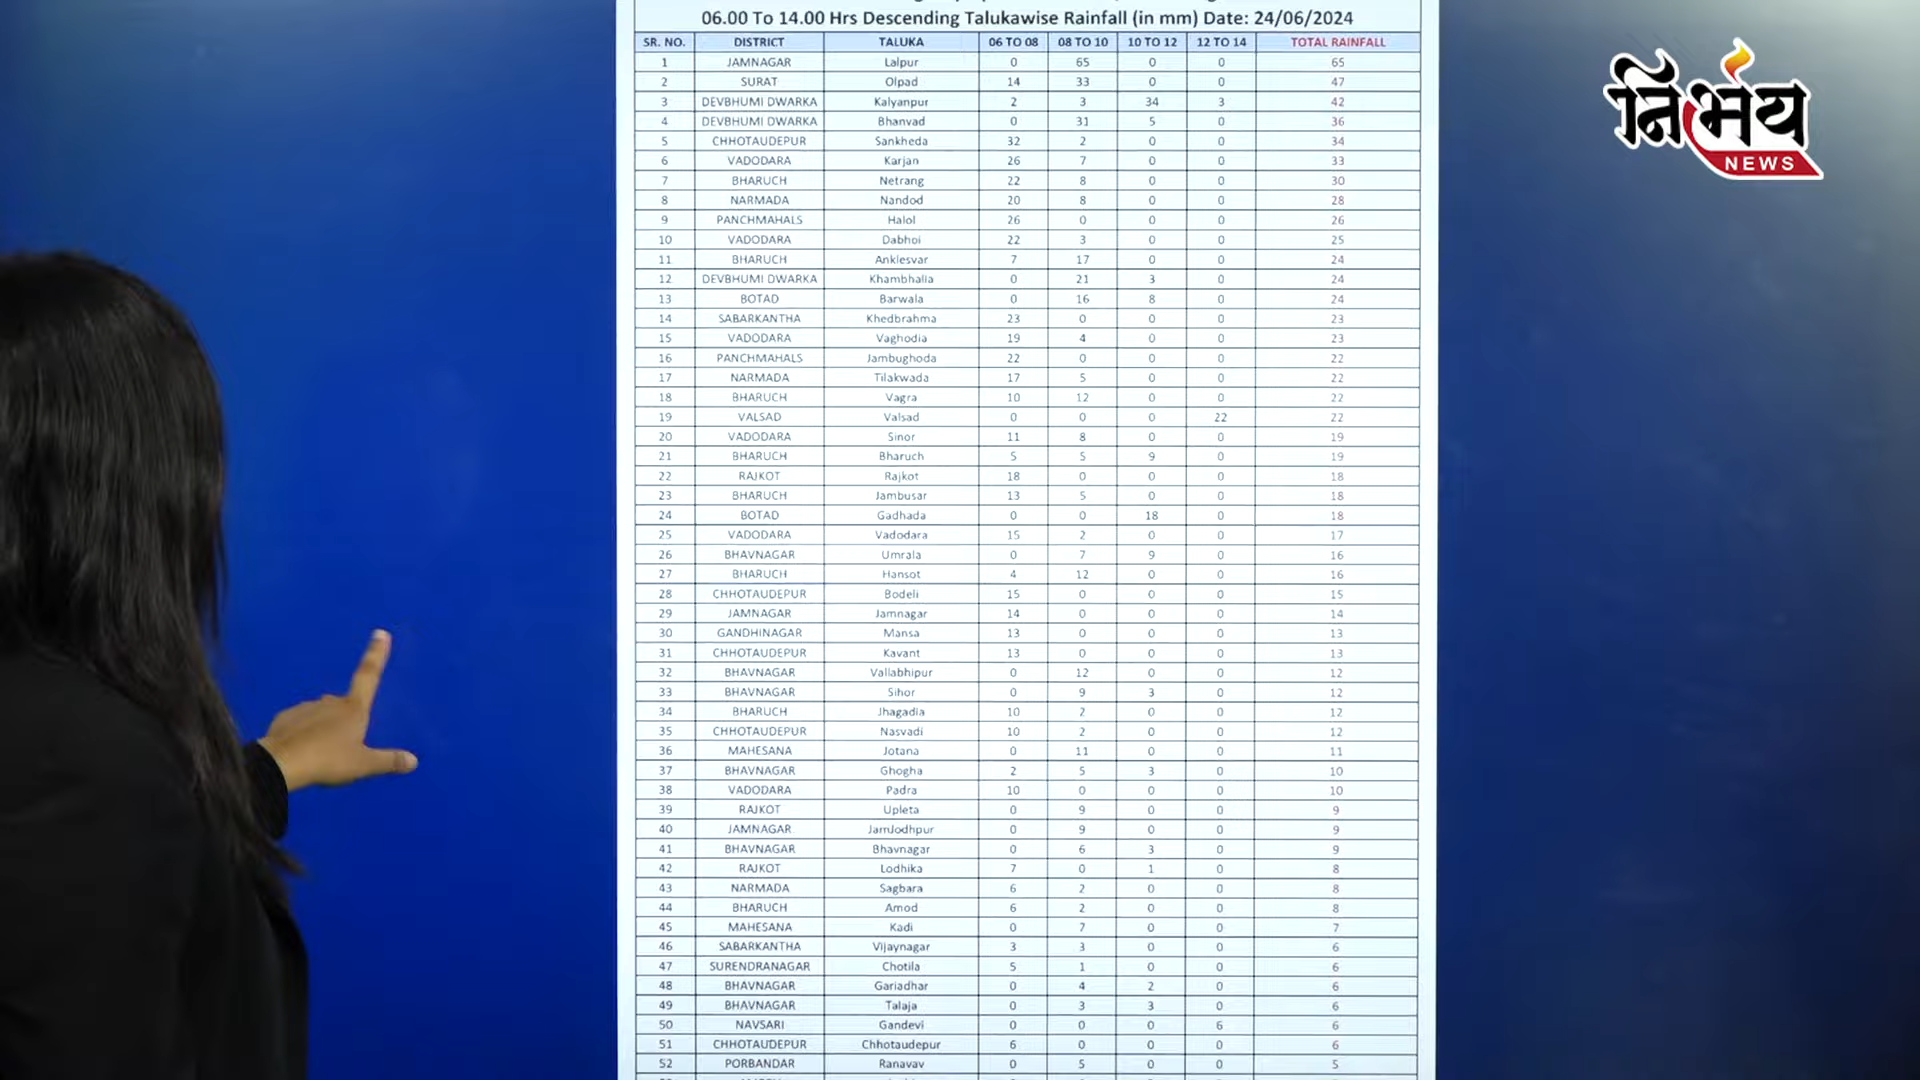 06.00 To 14.00 Hrs Descending Talukawise Rainfall (in mm) Date: 24/06/2024
SR. NO. DISTRICT TALUKA 06 TO 08 08 TO 10 10 TO 12 12 TO 14 TOTAL RAINFALL
1 JAMNAGAR Lalpur 0 65 0 0 65
2 SURAT Olpad 14 33 0 0 47
3 DEVBHUMI DWARKA Kalyanpur 2 3 34 3 42
4 DEVBHUMI DWARKA Bhanvad 0 31 5 0 36
5 CHHOTAUDEPUR Sankheda 32 2 0 0 34
6 VADODARA Karjan 26 7 0 0 33
7 BHARUCH Netrang 22 8 0 0 30
8 NARMADA Nandod 20 8 0 0 28
9 PANCHMAHALS Halol 26 0 0 0 26
10 VADODARA Dabhoi 22 3 0 0 25
11 BHARUCH Anklesvar 7 17 0 0 24
12 DEVBHUMI DWARKA Khambhalia 0 21 3 0 24
13 BOTAD Barwala 0 16 8 0 24
14 SABARKANTHA Khedbrahma 23 0 0 0 23
15 VADODARA Vaghodia 19 4 0 0 23
16 PANCHMAHALS Jambughoda 22 0 0 0 22
17 NARMADA Tilakwada 17 5 0 0 22
18 BHARUCH Vagra 10 12 0 0 22
19 VALSAD Valsad 0 0 0 22 22
20 VADODARA Sinor 11 8 0 0 19
21 BHARUCH Bharuch 5 5 9 0 19
22 RAJKOT Rajkot 18 0 0 0 18
23 BHARUCH Jambusar 13 5 0 0 18
24 BOTAD Gadhada 0 0 18 0 18
25 VADODARA Vadodara 15 2 0 0 17
26 BHAVNAGAR Umrala 0 7 9 0 16
27 BHARUCH Hansot 4 12 0 0 16
28 CHHOTAUDEPUR Bodeli 15 0 0 0 15
29 JAMNAGAR Jamnagar 14 0 0 0 14
30 GANDHINAGAR Mansa 13 0 0 0 13
31 CHHOTAUDEPUR Kavant 13 0 0 0 13
32 BHAVNAGAR Vallabhipur 0 12 0 0 12
33 BHAVNAGAR Sihor 0 9 3 0 12
34 BHARUCH Jhagadia 10 2 0 0 12
35 CHHOTAUDEPUR Nasvadi 10 2 0 0 12
36 MAHESANA Jotana 0 11 0 0 11
37 BHAVNAGAR Ghogha 2 5 3 0 10
38 VADODARA Padra 10 0 0 0 10
39 RAJKOT Upleta 0 9 0 0 9
40 JAMNAGAR JamJodhpur 0 9 0 0 9
41 BHAVNAGAR Bhavnagar 0 6 3 0 9
42 RAJKOT Lodhika 7 0 1 0 8
43 NARMADA Sagbara 6 2 0 0 8
44 BHARUCH Amod 6 2 0 0 8
45 MAHESANA Kadi 0 7 0 0 7
46 SABARKANTHA Vijaynagar 3 3 0 0 6
47 SURENDRANAGAR Chotila 5 1 0 0 6
48 BHAVNAGAR Gariadhar 0 4 2 0 6
49 BHAVNAGAR Talaja 0 3 3 0 6
50 NAVSARI Gandevi 0 0 0 6 6
51 CHHOTAUDEPUR Chhotaudepur 6 0 0 0 6
52 PORBANDAR Ranavav 0 5 0 0 5
निर्भय
NEWS